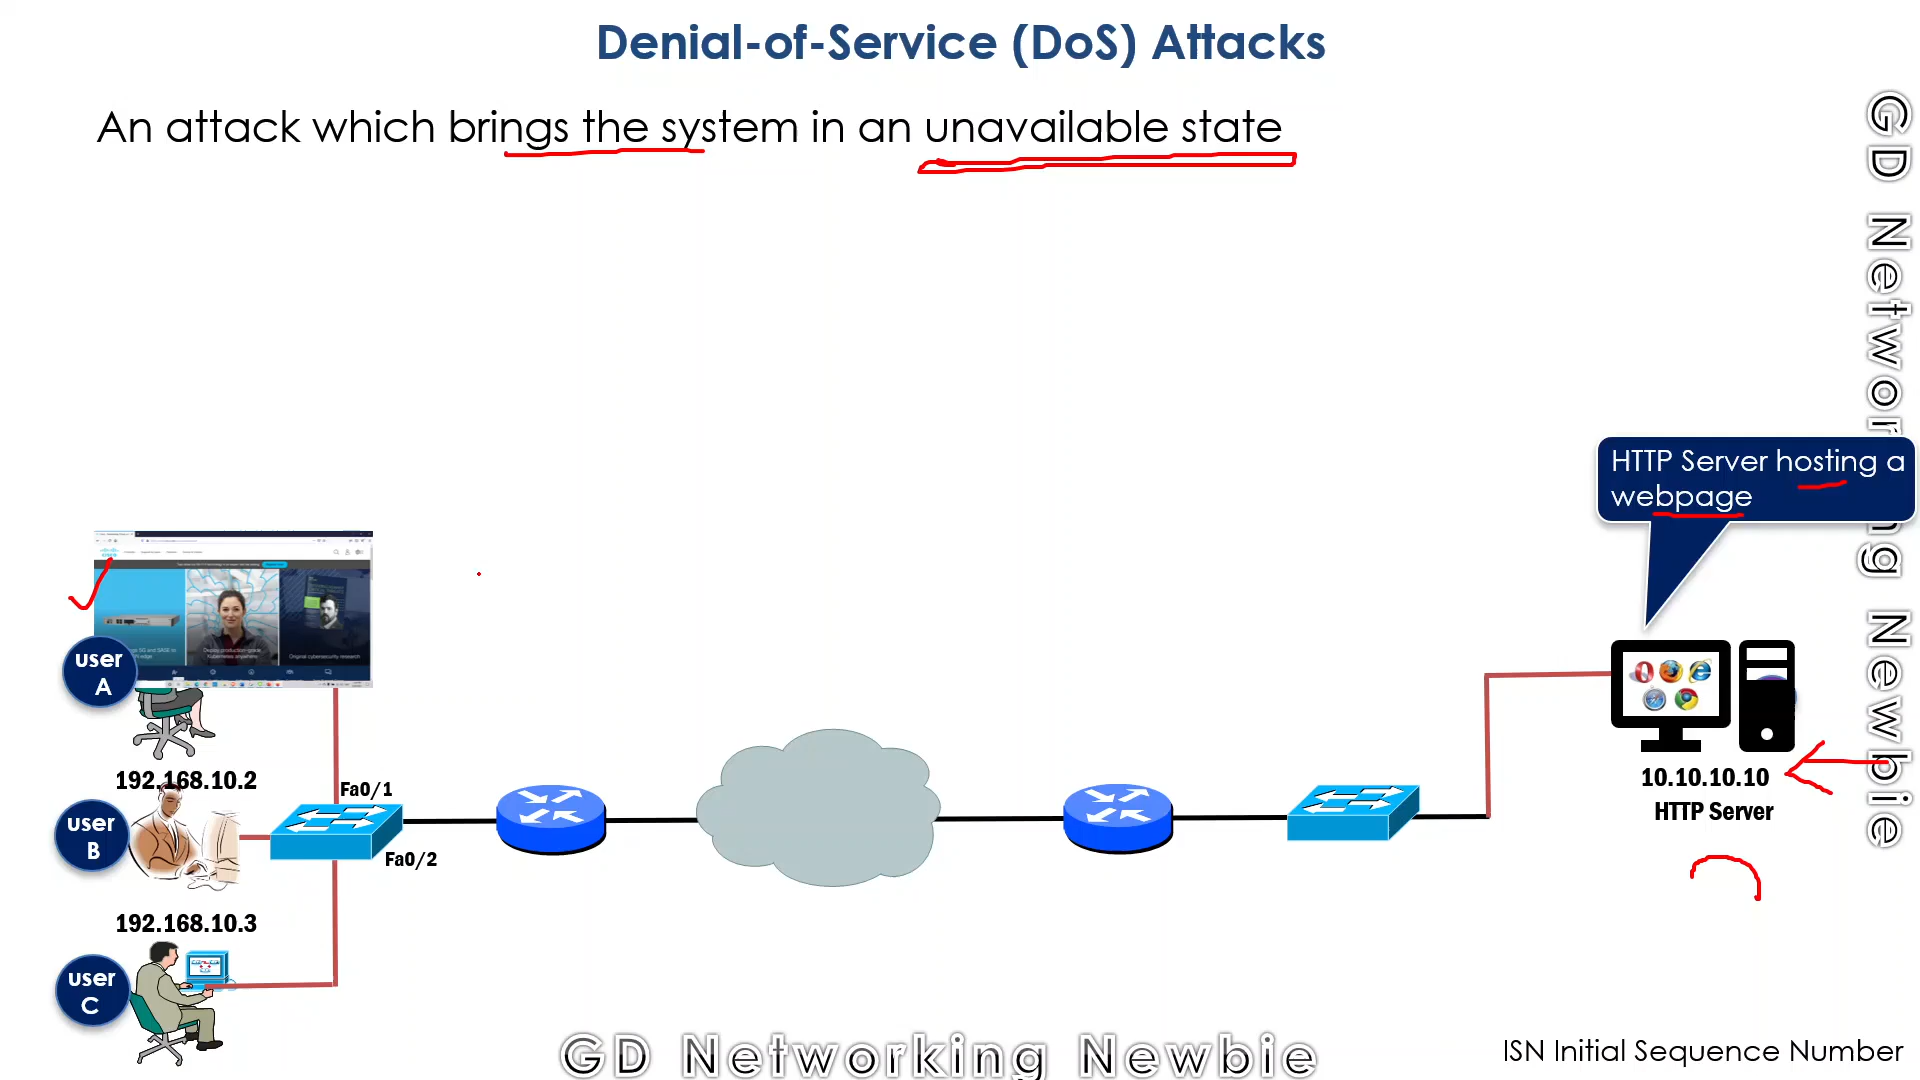 Denial-of-Service (DoS) Attacks
An attack which brings the system in an unavailable state
GD Networking Newbie
HTTP Server hosting a
webpage
user
A
192.168.10.2
Fa0/1
user
B
Fa0/2
10.10.10.10
HTTP Server
192.168.10.3
user
C
GD Networking Newbie
ISN Initial Sequence Number